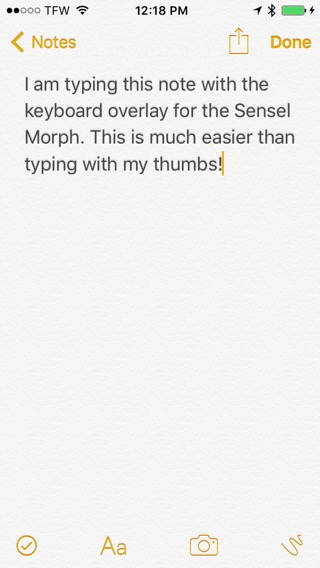 TFW 12:18 PM
Notes Done
I am typing this note with the
keyboard overlay for the Sensel
Morph. This is much easier than
typing with my thumbs!
Aa